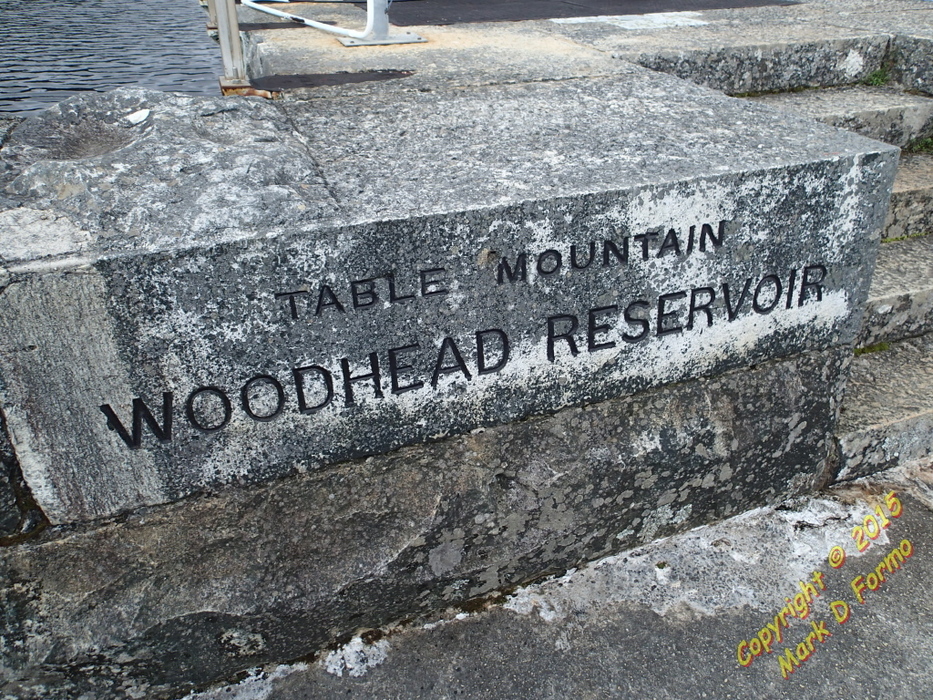 TABLE MOUNTAIN
WOODHEAD RESERVOIR
Copyright © 2015
Mark D Formo